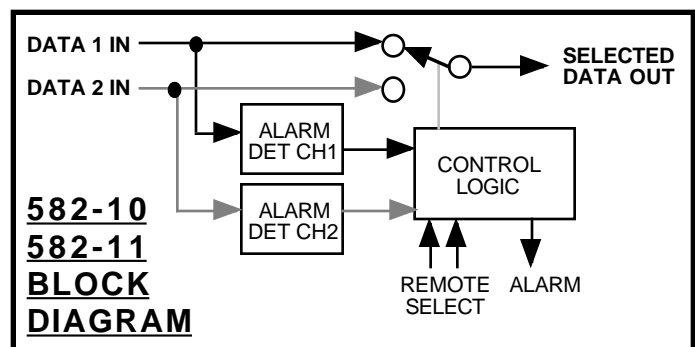 DATA 1 IN
DATA 2 IN
SELECTED
DATA OUT
ALARM
DET CH1
ALARM
DET CH2
CONTROL
LOGIC
REMOTE
SELECT
ALARM
582-10
582-11
BLOCK
DIAGRAM